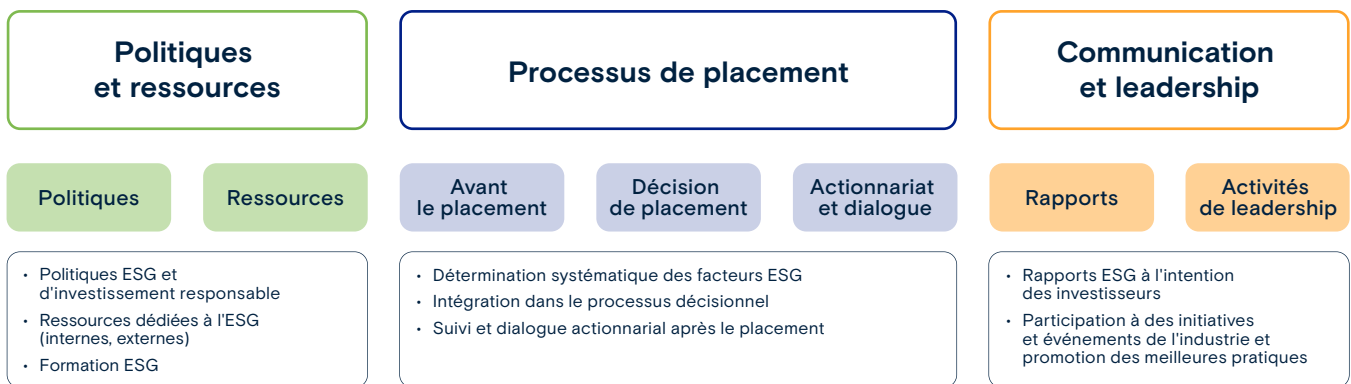 Politiques
et ressources
Processus de placement
Communication
et leadership
Politiques
Ressources
Avant
le placement
Décision
de placement
Actionnariat
et dialogue
Rapports
Activités
de leadership
• Politiques ESG et
d'investissement responsable
• Ressources dédiées à l'ESG
(internes, externes)
• Formation ESG
• Détermination systématique des facteurs ESG
• Intégration dans le processus décisionnel
• Suivi et dialogue actionnarial après le placement
• Rapports ESG à l'intention
des investisseurs
• Participation à des initiatives
et événements de l'industrie et
promotion des meilleures pratiques